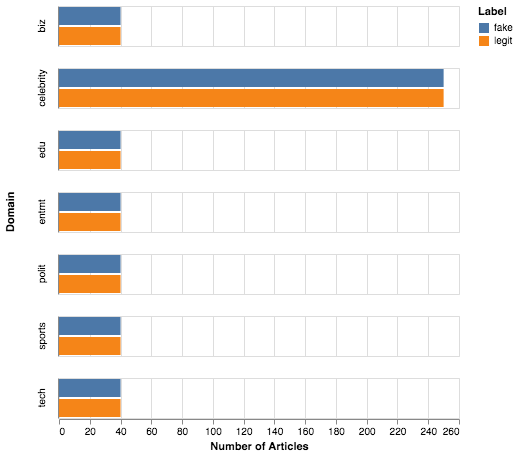 Label
fake
legit
Domain
biz
celebrity
edu
entmt
polit
sports
tech
0 20 40 60 80 100 120 140 160 180 200 220 240 260
Number of Articles